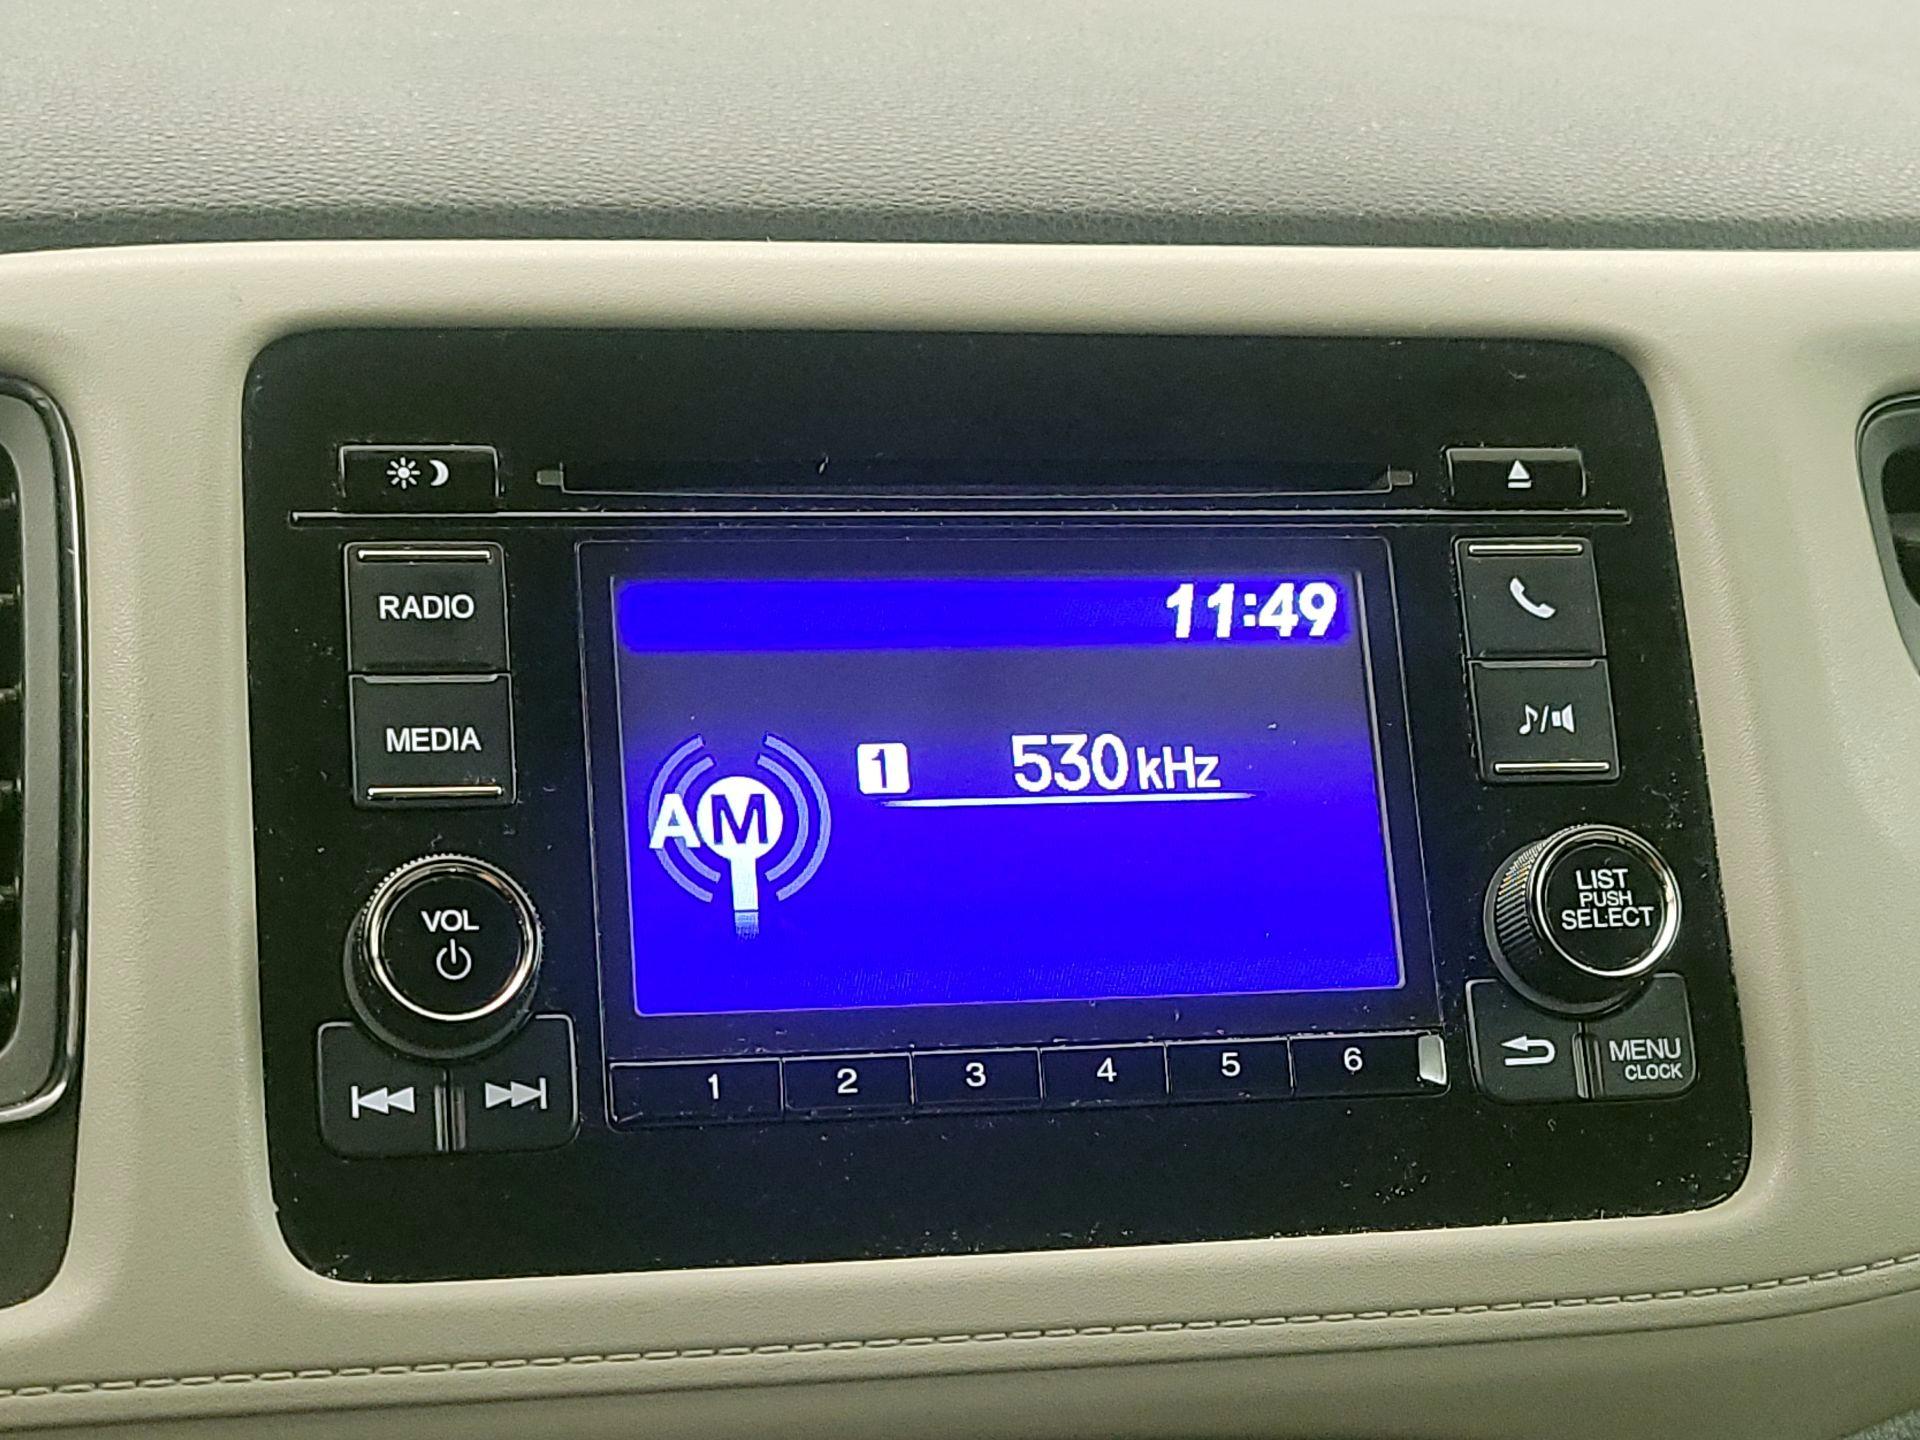 RADIO
MEDIA
VOL
11:49
AM
1 530 kHz
LIST
PUSH
SELECT
MENU
CLOCK
1 2 3 4 5 6